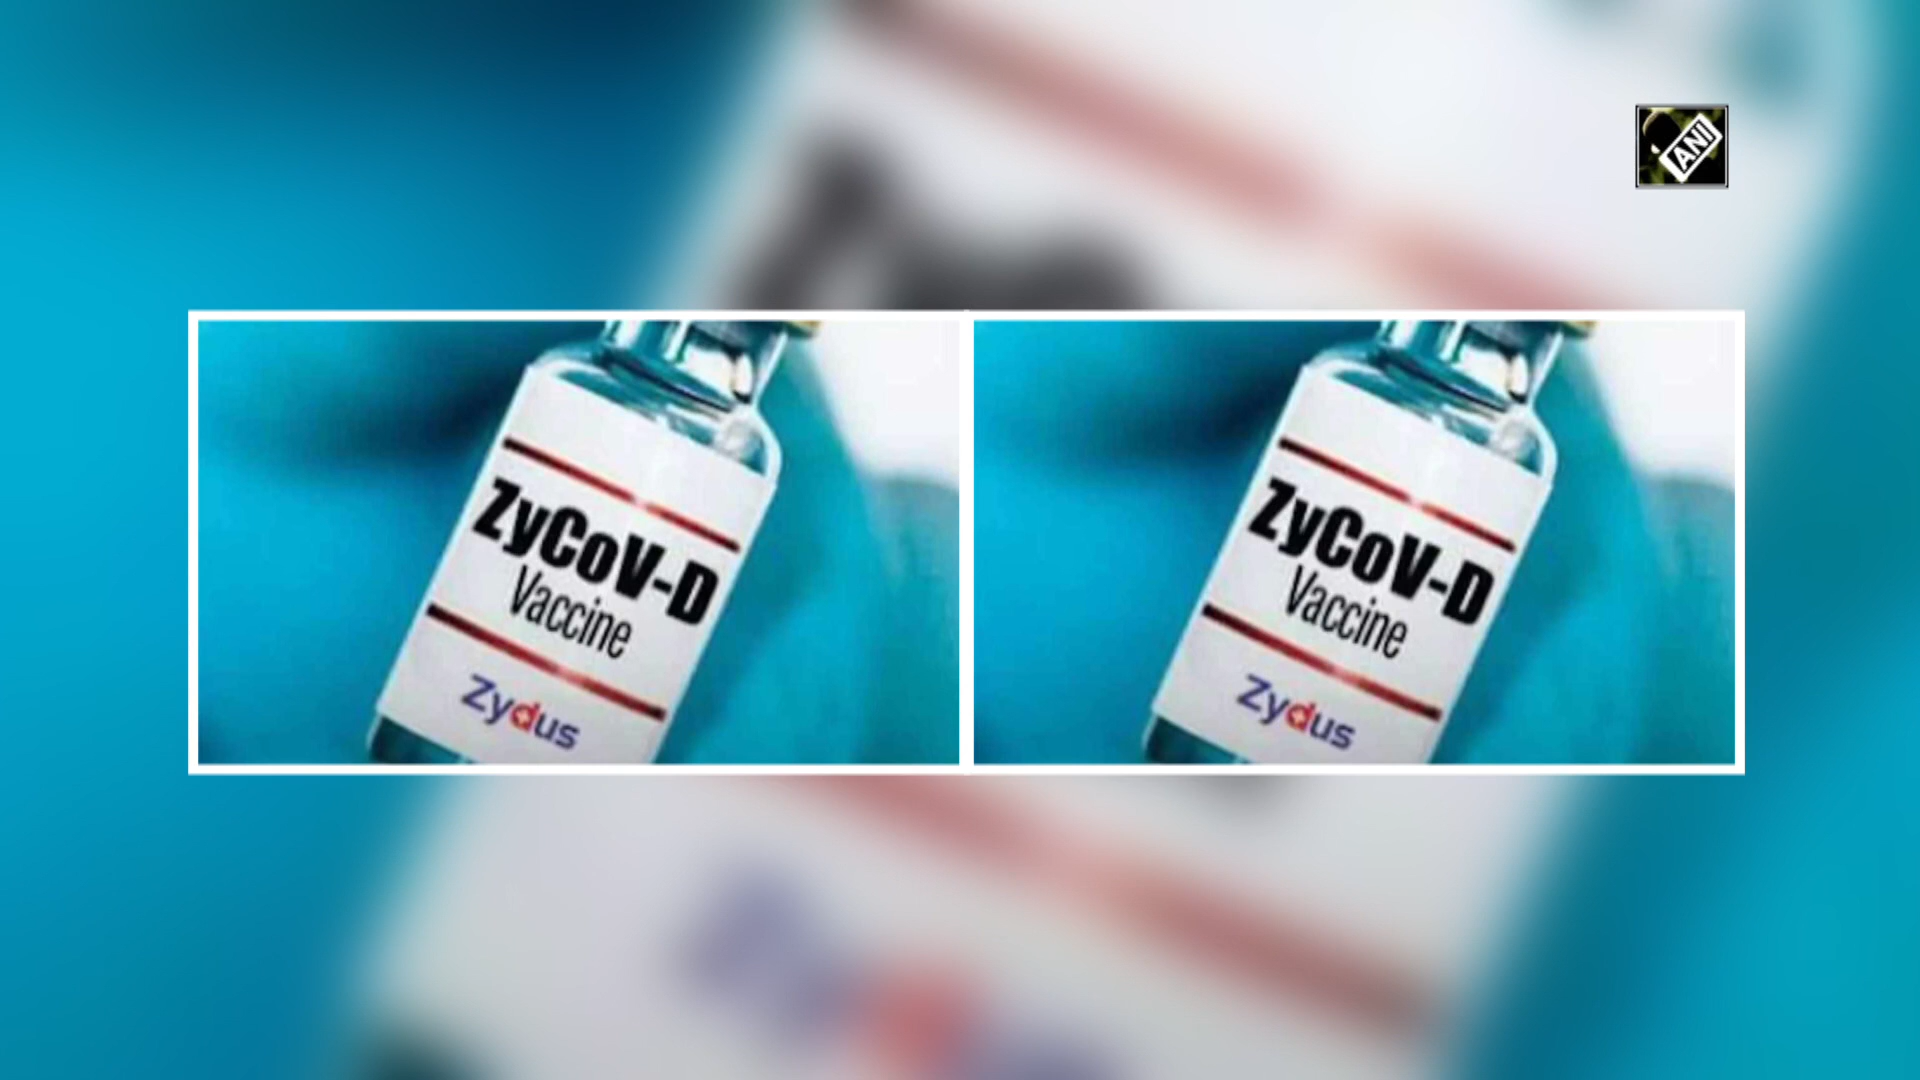 ANI
ZyCoV-D
Vaccine
Zydus
ZyCoV-D
Vaccine
Zydus